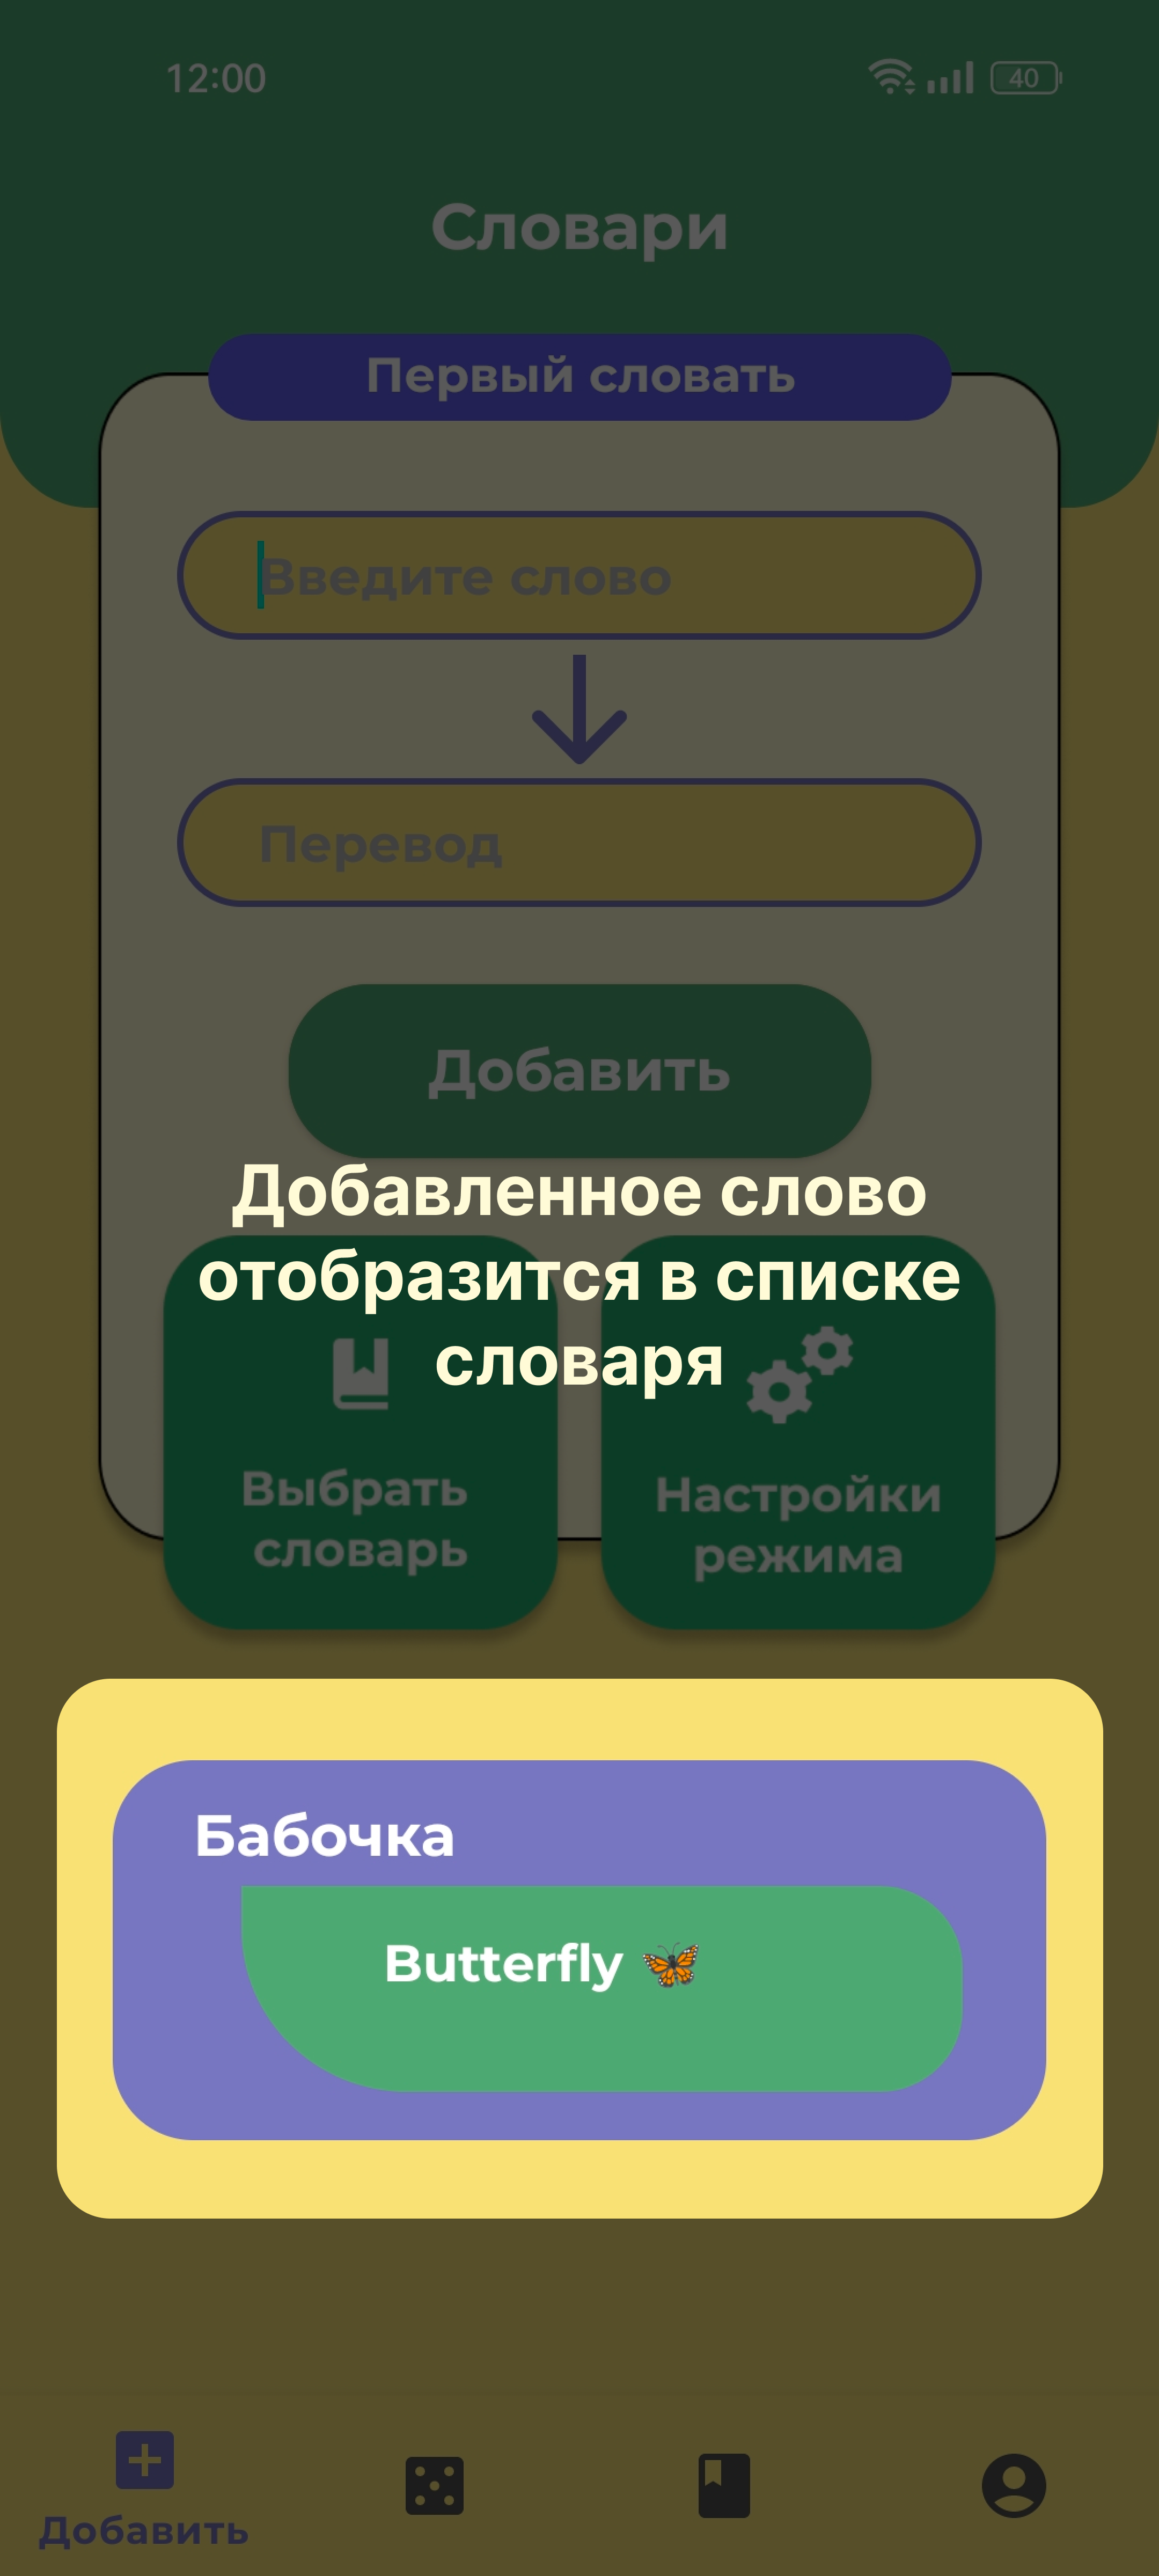 12:00
40
Словари
Первый словать
Введите слово
Перевод
Добавить
Добавленное слово
отобразится в списке
словаря
Выбрать
словарь
Настройки
режима
Бабочка
Butterfly 🦋
Добавить